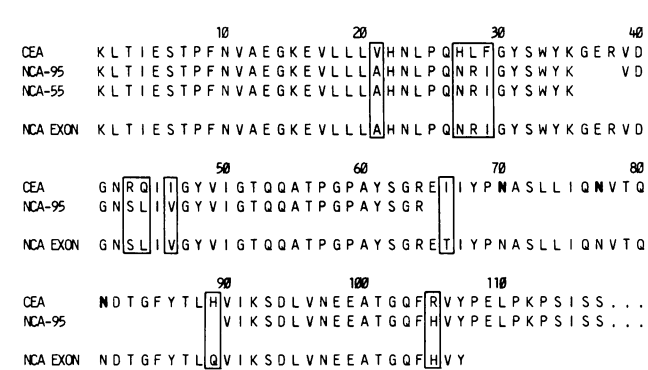 10 20 30 40
CEA K L T I E S T P F N V A E G K E V L L L V H N L P Q H L F G Y S W Y K G E R V D
NCA-95 K L T I E S T P F N V A E G K E V L L L A H N L P Q N R I G Y S W Y K V D
NCA-55 K L T I E S T P F N V A E G K E V L L L A H N L P Q N R I G Y S W Y K
NCA EXON K L T I E S T P F N V A E G K E V L L L A H N L P Q N R I G Y S W Y K G E R V D
50 60 70 80
CEA G N R Q I I G Y V I G T Q Q A T P G P A Y S G R E I I Y P N A S L L I Q N V T Q
NCA-95 G N S L I V G Y V I G T Q Q A T P G P A Y S G R
NCA EXON G N S L I V G Y V I G T Q Q A T P G P A Y S G R E T I Y P N A S L L I Q N V T Q
90 100 110
CEA N D T G F Y T L H V I K S D L V N E E A T G Q F R V Y P E L P K P S I S S ...
NCA-95 V I K S D L V N E E A T G Q F H V Y P E L P K P S I S S ...
NCA EXON N D T G F Y T L Q V I K S D L V N E E A T G Q F H V Y